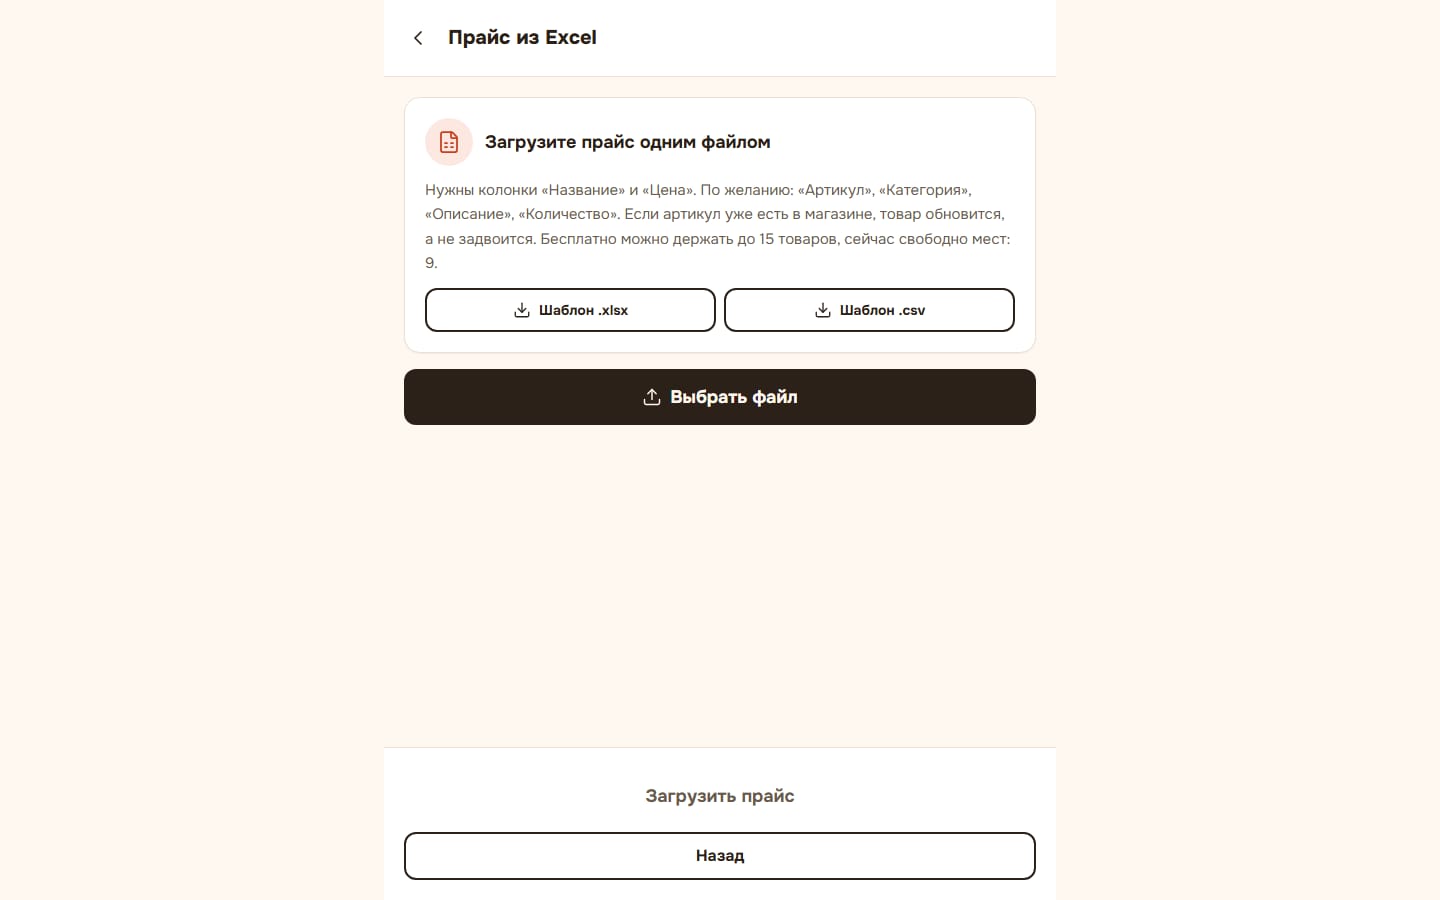 Прайс из Excel
Загрузите прайс одним файлом
Нужны колонки «Название» и «Цена». По желанию: «Артикул», «Категория»,
«Описание», «Количество». Если артикул уже есть в магазине, товар обновится,
а не задвоится. Бесплатно можно держать до 15 товаров, сейчас свободно мест:
9.
Шаблон .xlsx
Шаблон .csv
Выбрать файл
Загрузить прайс
Назад